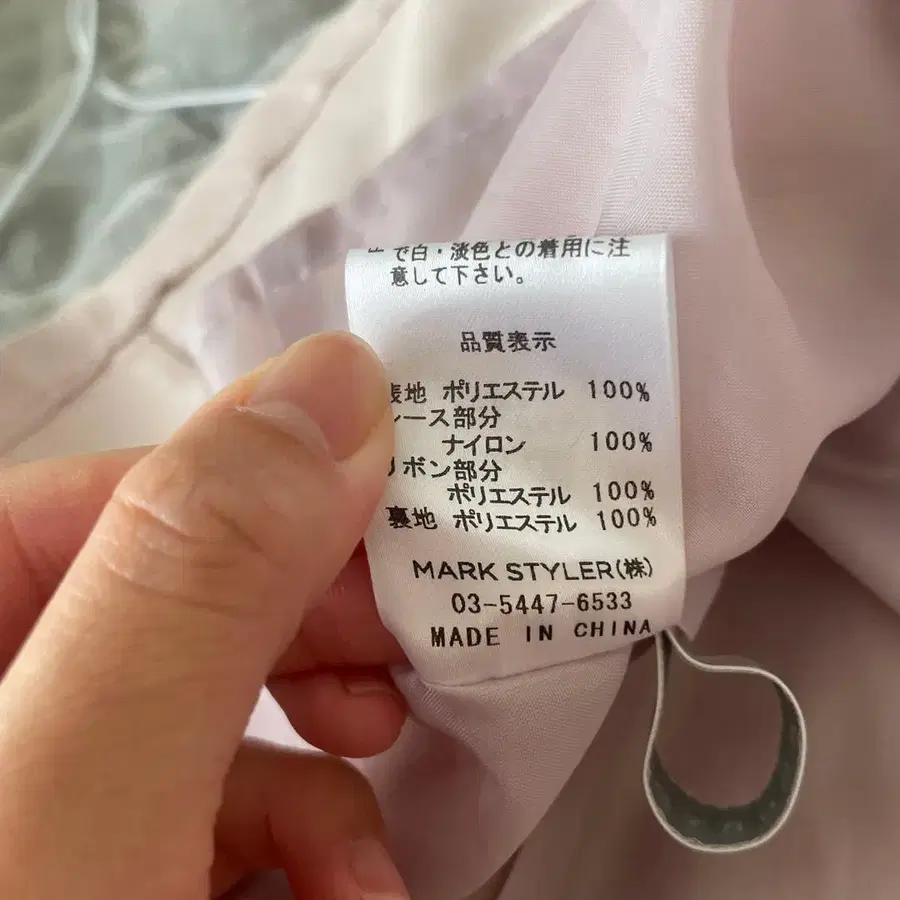 で白・淡色との着用に注
意して下さい。
品質表示
表地 ポリエステル 100%
レース部分
ナイロン 100%
リボン部分
ポリエステル 100%
裏地 ポリエステル 100%
MARK STYLER(株)
03-5447-6533
MADE IN CHINA